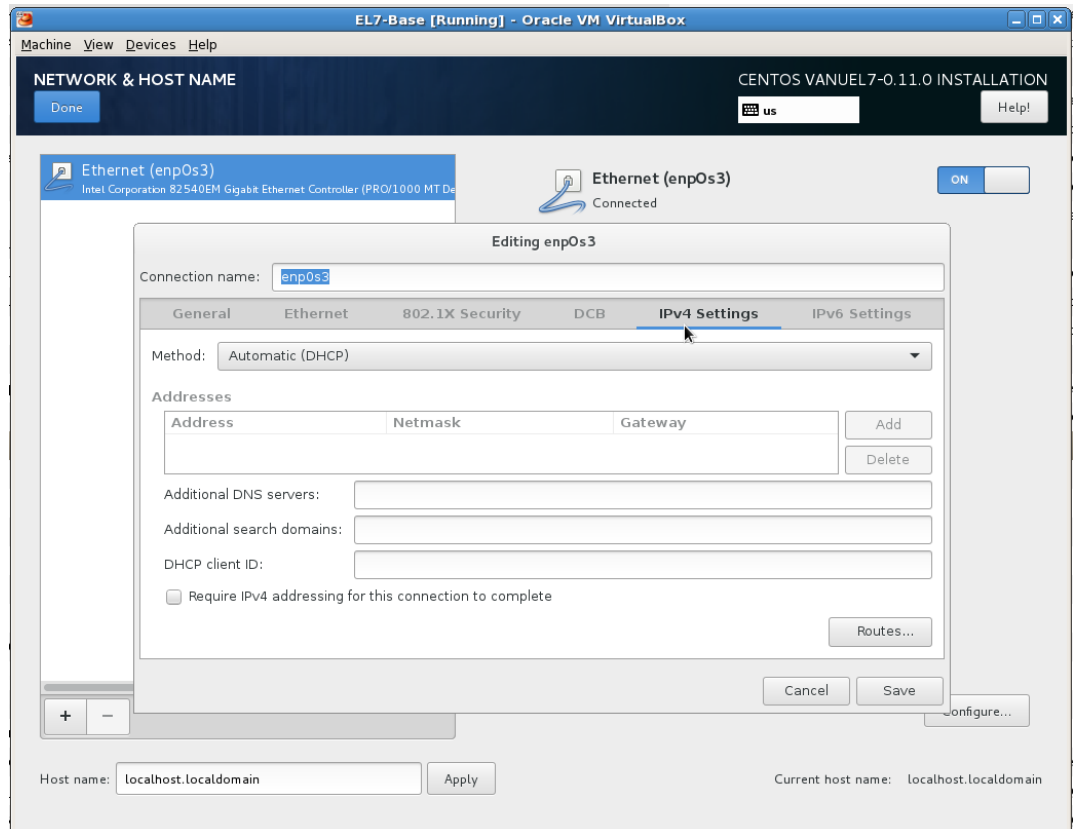 EL7-Base [Running] - Oracle VM VirtualBox
Machine View Devices Help
NETWORK & HOST NAME
CENTOS VANUEL7-0.11.0 INSTALLATION
Done
us
Help!
Ethernet (enp0s3)
Intel Corporation 82540EM Gigabit Ethernet Controller (PRO/1000 MT De
Ethernet (enp0s3)
Connected
ON
Editing enp0s3
Connection name: enp0s3
General Ethernet 802.1X Security DCB IPv4 Settings IPv6 Settings
Method: Automatic (DHCP)
Addresses
Address Netmask Gateway
Add
Delete
Additional DNS servers:
Additional search domains:
DHCP client ID:
Require IPv4 addressing for this connection to complete
Routes...
Cancel Save
+ −
Configure...
Host name: localhost.localdomain Apply Current host name: localhost.localdomain